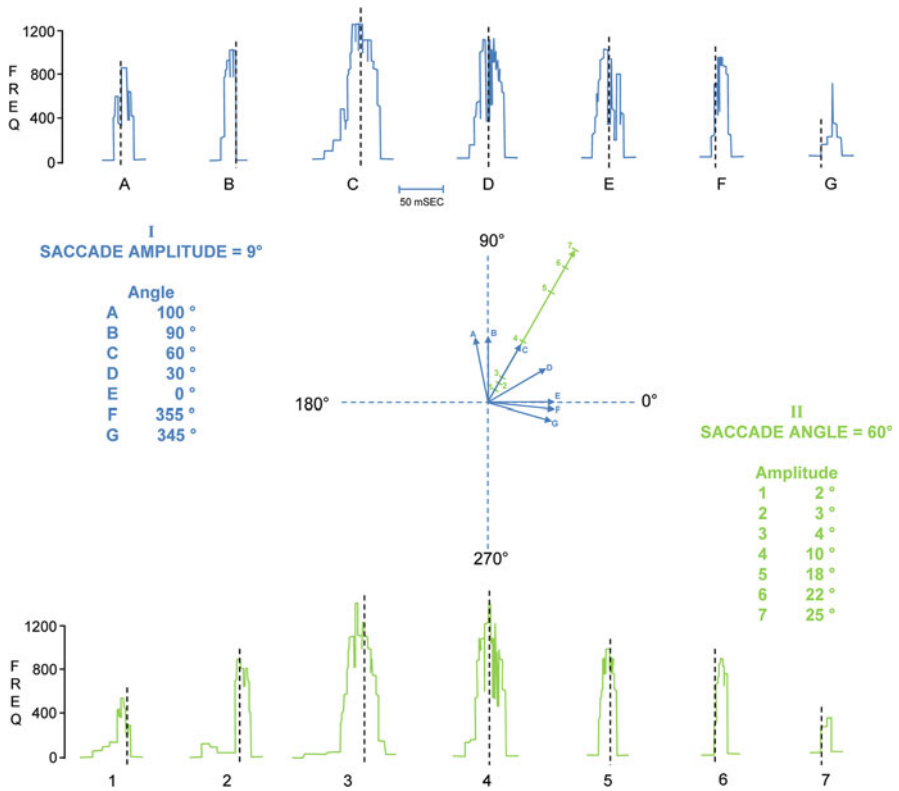 1200
800
400
0
F
R
E
Q
A B C D E F G
50 mSEC
I
SACCADE AMPLITUDE = 9°
Angle
A 100 °
B 90 °
C 60 °
D 30 °
E 0 °
F 355 °
G 345 °
90°
180°
0°
270°
7
6
5
4
3
2
1
A
B
C
D
E
F
G
II
SACCADE ANGLE = 60°
Amplitude
1 2 °
2 3 °
3 4 °
4 10 °
5 18 °
6 22 °
7 25 °
1200
800
400
0
F
R
E
Q
1 2 3 4 5 6 7